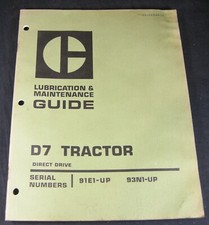 LUBRICATION &
MAINTENANCE
GUIDE
D7 TRACTOR
DIRECT DRIVE
SERIAL
NUMBERS
91E1-UP 93N1-UP